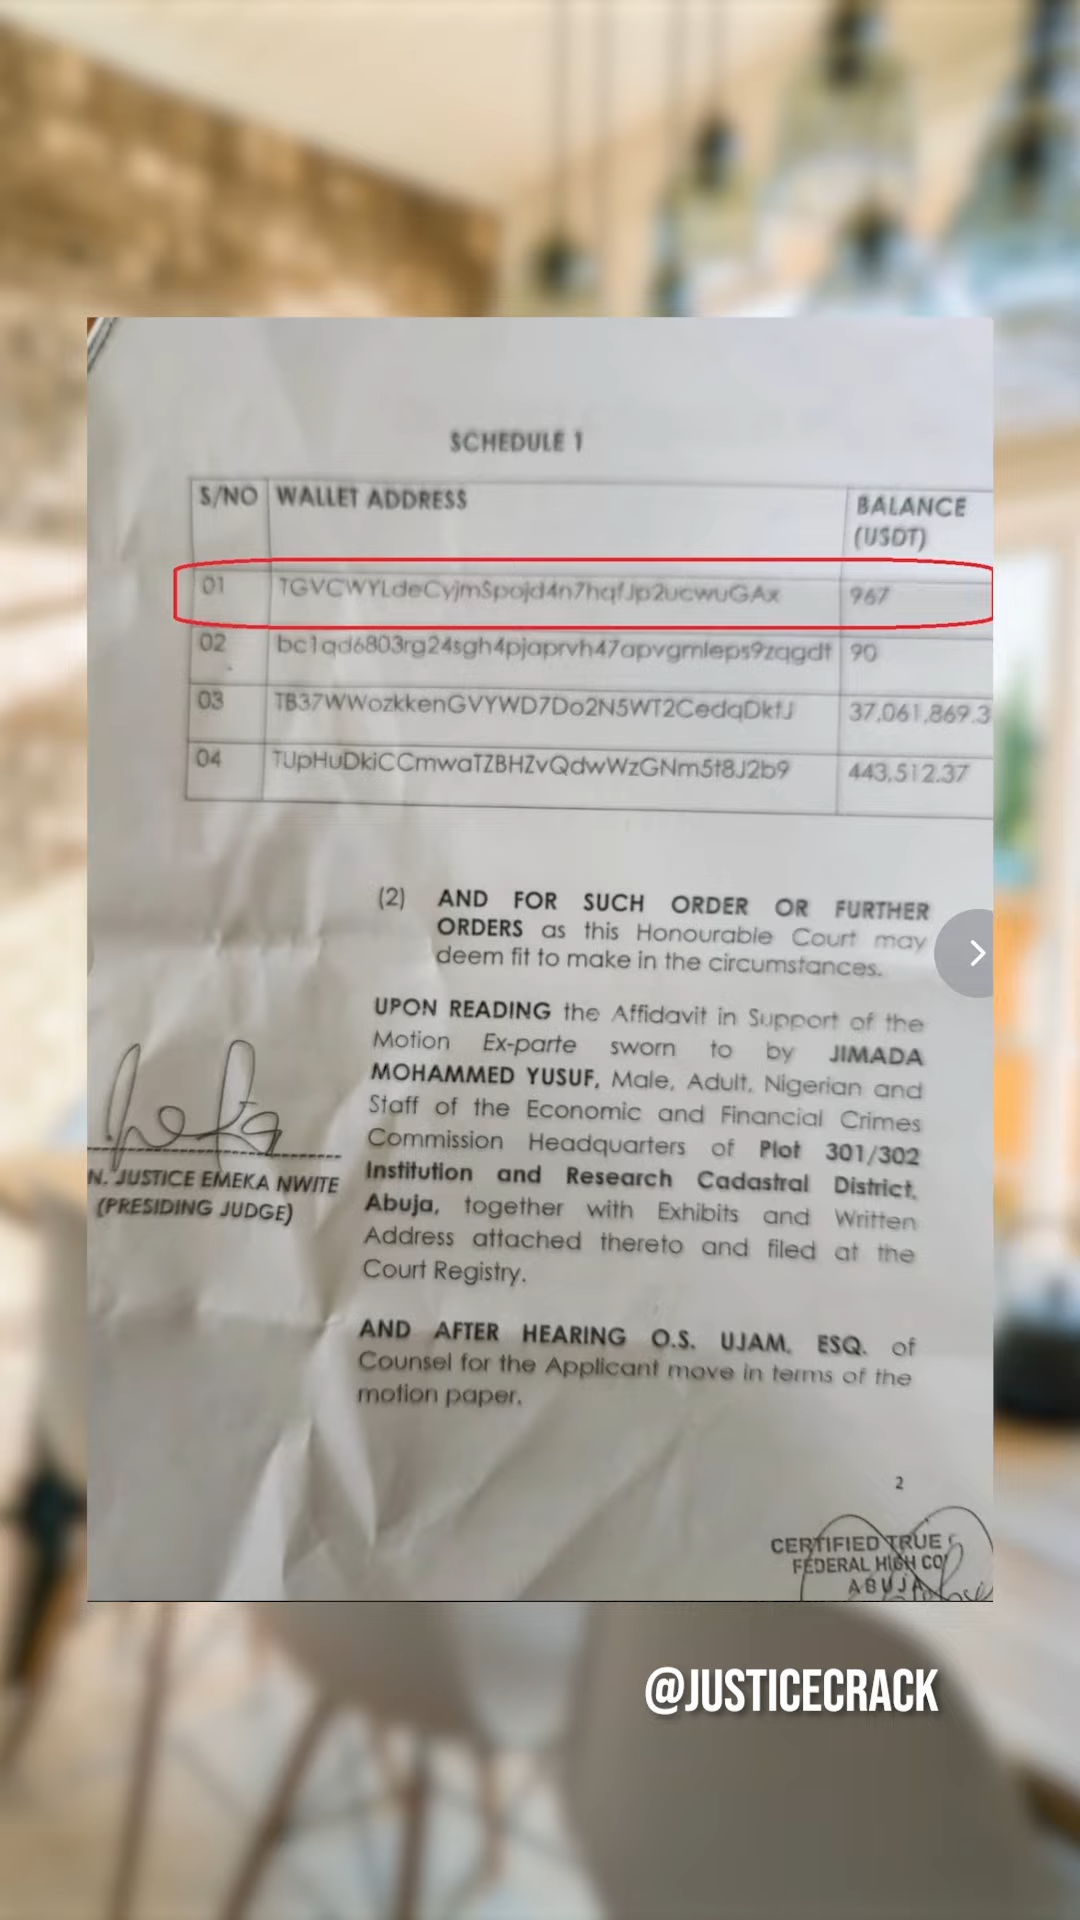 SCHEDULE 1
S/NO WALLET ADDRESS BALANCE (USDT)
01 TGVCWYLdeCyjmSpojd4n7hqfJp2ucwuGAx 967
02 bc1qd6803rg24sgh4pjaprvh47apvgmleps9zqgdt 90
03 TB37WWozkkenGVYWD7Do2N5WT2CedqDktJ 37,061,869.3
04 TUpHuDkiCCmwaTZBHZvQdwWzGNm5t8J2b9 443,512.37
(2) AND FOR SUCH ORDER OR FURTHER
ORDERS as this Honourable Court may
deem fit to make in the circumstances.
UPON READING the Affidavit in Support of the
Motion Ex-parte sworn to by JIMADA
MOHAMMED YUSUF, Male, Adult, Nigerian and
Staff of the Economic and Financial Crimes
Commission Headquarters of Plot 301/302
Institution and Research Cadastral District,
Abuja, together with Exhibits and Written
Address attached thereto and filed at the
Court Registry.
N. JUSTICE EMEKA NWITE
(PRESIDING JUDGE)
AND AFTER HEARING O.S. UJAM, ESQ. of
Counsel for the Applicant move in terms of the
motion paper.
2
CERTIFIED TRUE
FEDERAL HIGH CO
ABUJA
@JUSTICECRACK